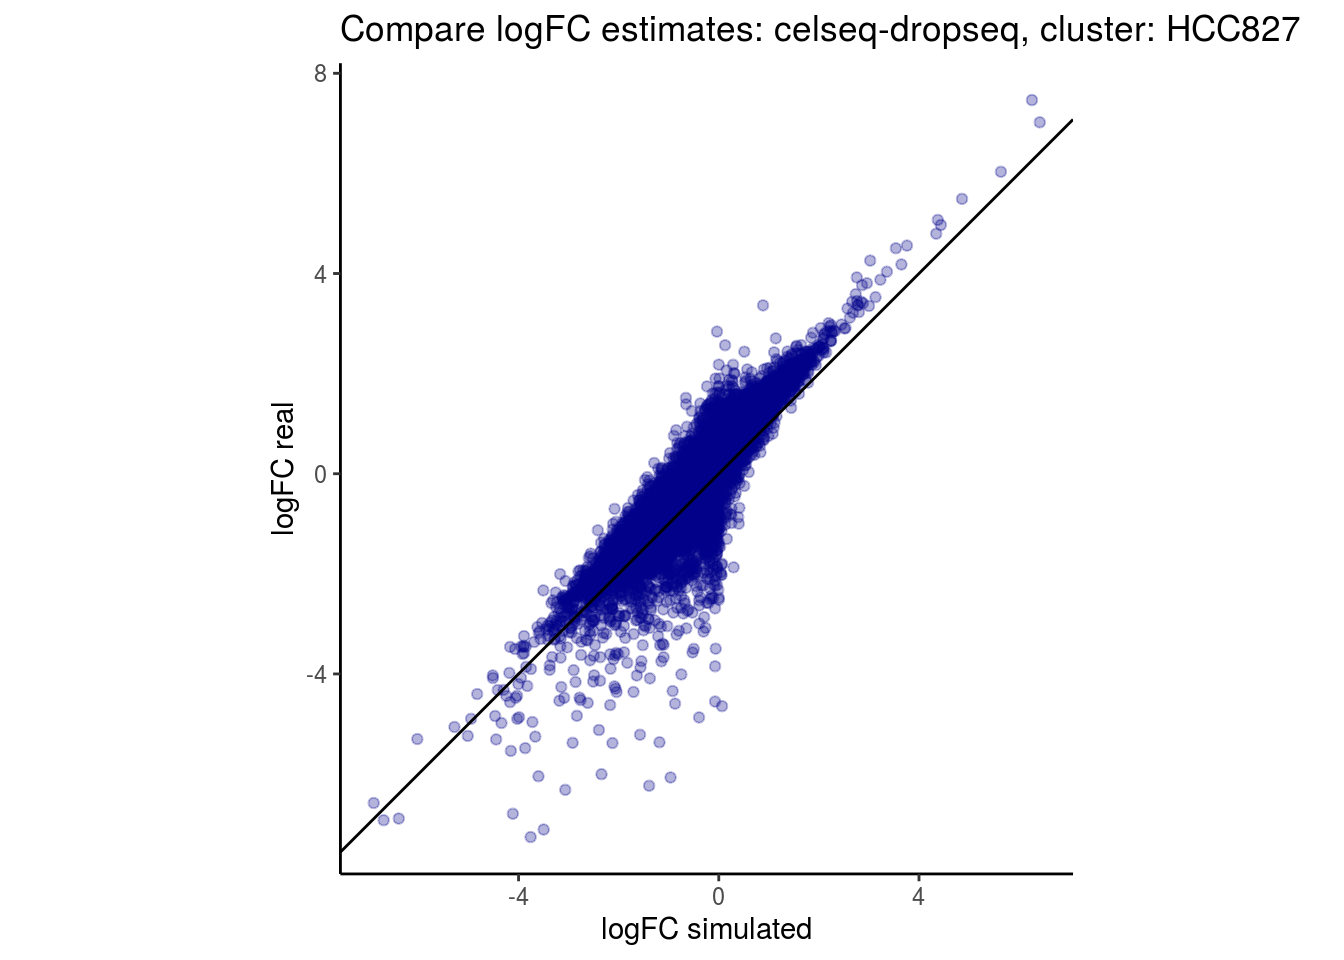 Compare logFC estimates: celseq-dropseq, cluster: HCC827
8
4
0
-4
logFC real
-4 0 4
logFC simulated